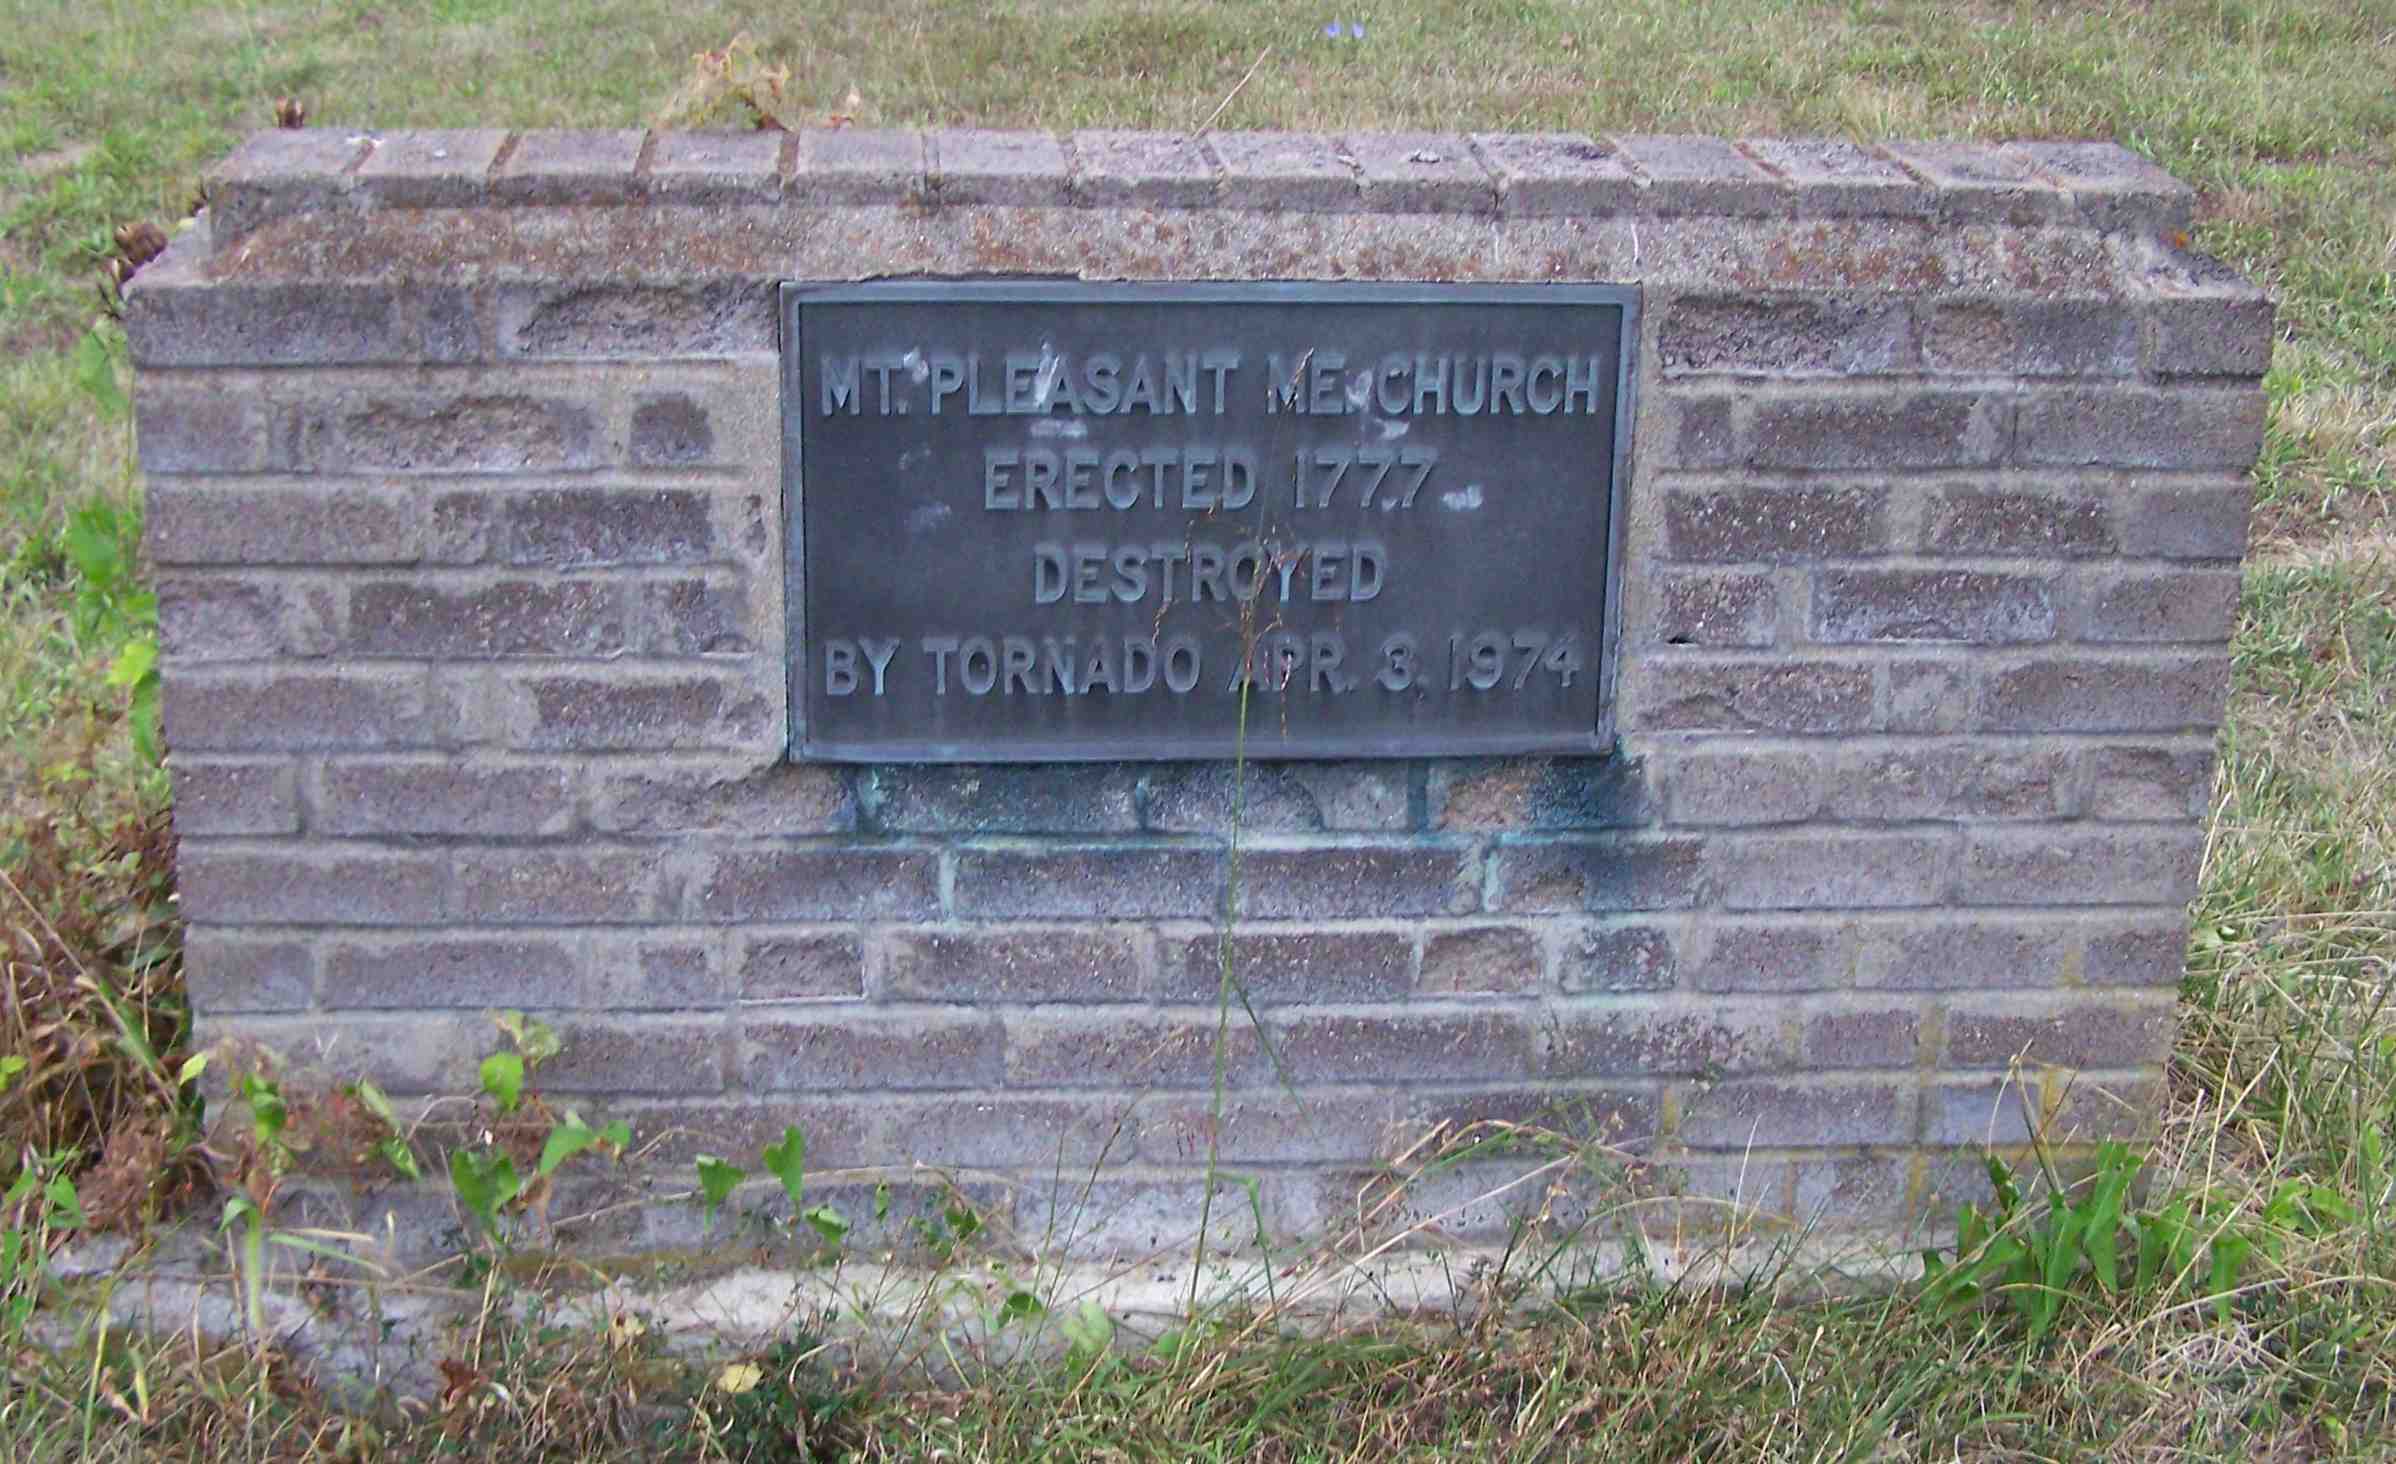 MT. PLEASANT M.E. CHURCH
ERECTED 1777
DESTROYED
BY TORNADO APR. 3, 1974